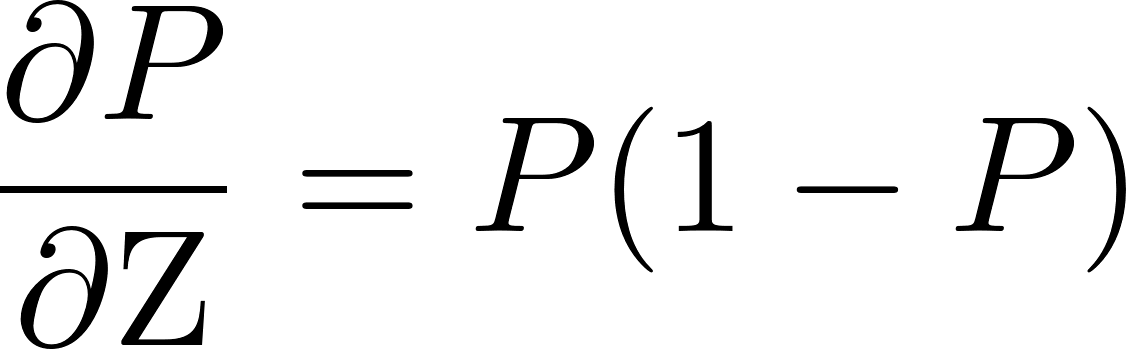 ∂P/∂Z = P(1 − P)